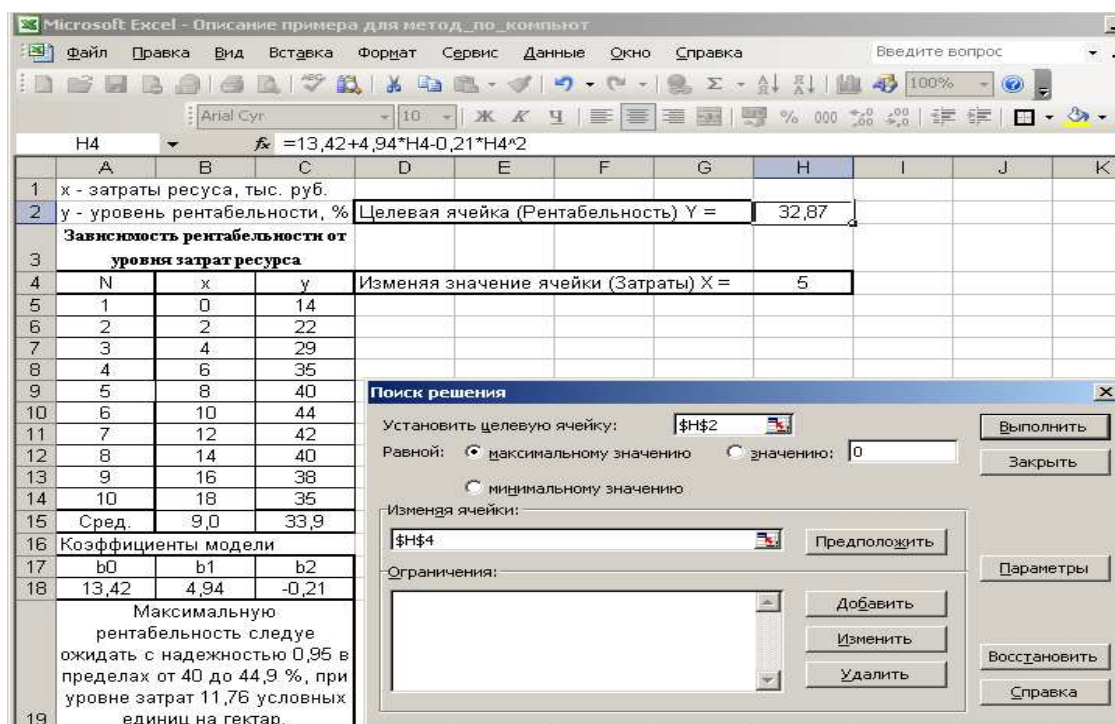 Microsoft Excel - Описание примера для метод_по_компьют
Файл Правка Вид Вставка Формат Сервис Данные Окно Справка Введите вопрос
100%
Arial Cyr 10 Ж К Ч % 000
H4 fx =13,42+4,94*H4-0,21*H4^2
A B C D E F G H I J K
1 x - затраты ресуса, тыс. руб.
2 y - уровень рентабельности, % Целевая ячейка (Рентабельность) Y = 32,87
Зависимость рентабельности от
3 уровня затрат ресурса
4 N x y Изменяя значение ячейки (Затраты) X = 5
5 1 0 14
6 2 2 22
7 3 4 29
8 4 6 35
9 5 8 40
10 6 10 44
11 7 12 42
12 8 14 40
13 9 16 38
14 10 18 35
15 Сред. 9,0 33,9
16 Коэффициенты модели
17 b0 b1 b2
18 13,42 4,94 -0,21
Максимальную
рентабельность следуе
ожидать с надежностью 0,95 в
пределах от 40 до 44,9 %, при
уровне затрат 11,76 условных
19 единиц на гектар.
Поиск решения
Установить целевую ячейку: $H$2 Выполнить
Равной: максимальному значению значению: 0 Закрыть
минимальному значению
Изменяя ячейки:
$H$4 Предположить
Ограничения: Параметры
Добавить
Изменить
Восстановить
Удалить
Справка